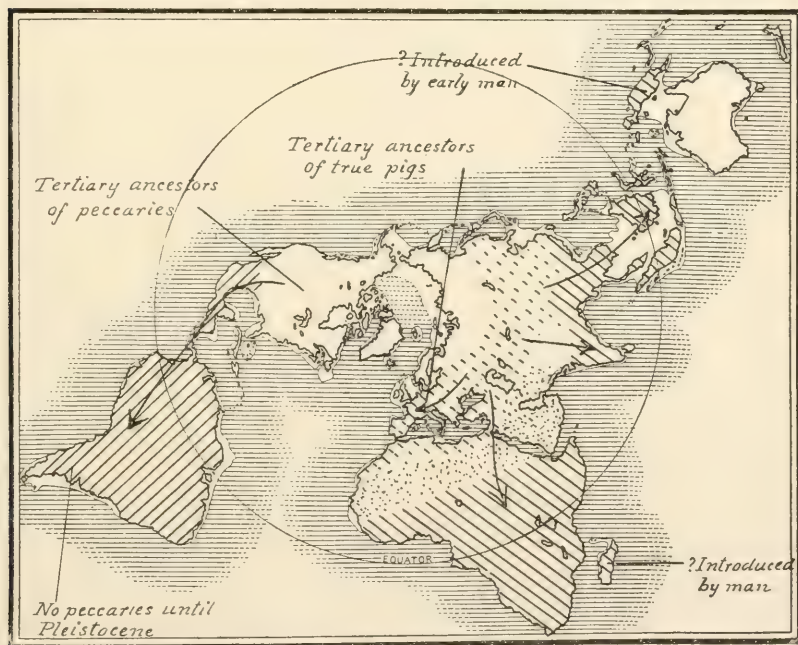 ?Introduced
by early man
Tertiary ancestors
of true pigs
Tertiary ancestors
of peccaries
EQUATOR
?Introduced
by man
No peccaries until
Pleistocene